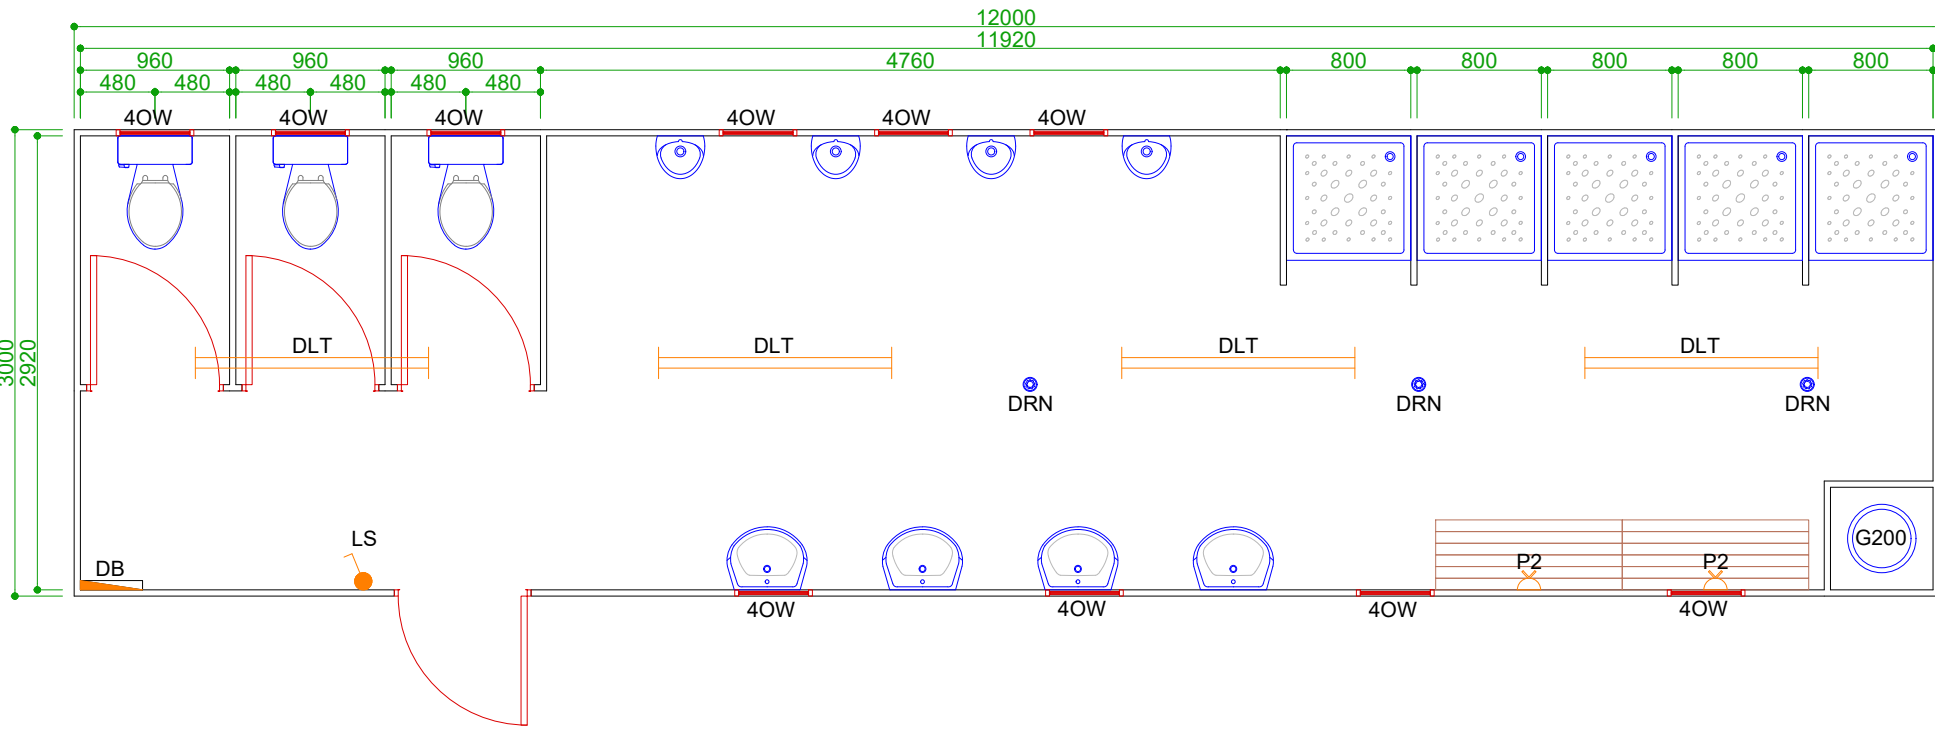 12000
11920
960 960 960 4760 800 800 800 800 800
480 480 480 480 480 480
4OW 4OW 4OW 4OW 4OW 4OW
3000
2920
DLT DLT DLT DLT
DRN DRN DRN
LS
DB
P2 P2
G200
4OW 4OW 4OW 4OW